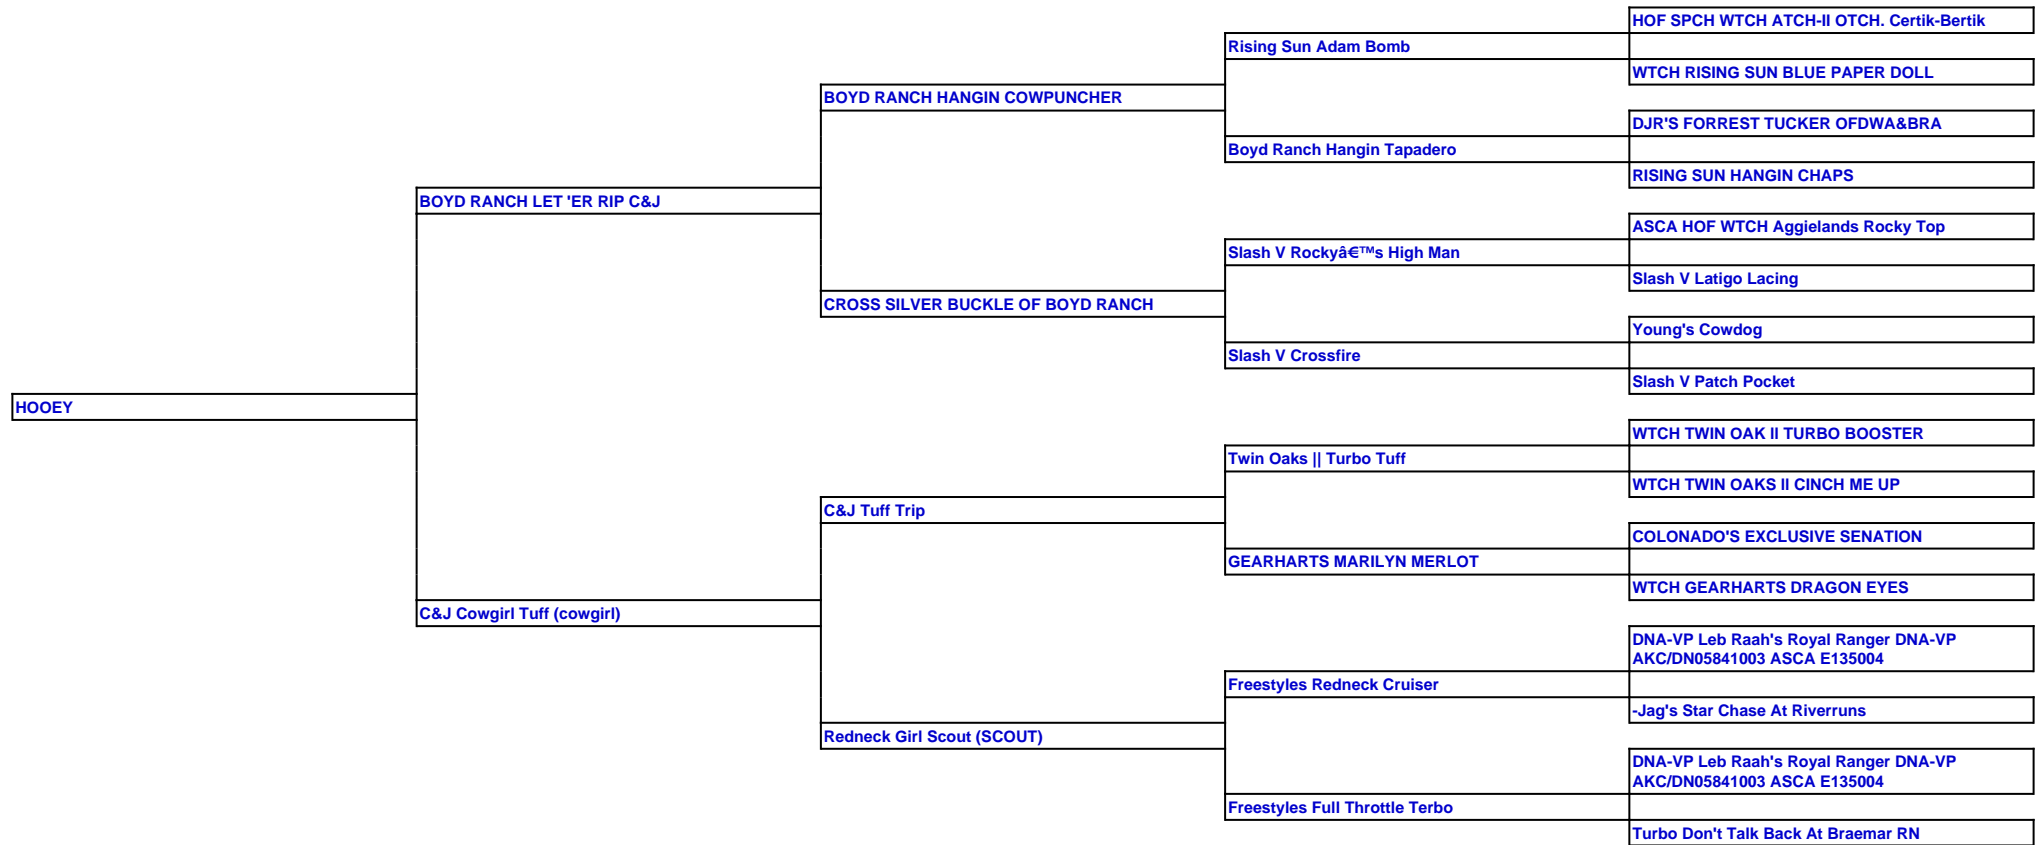 HOF SPCH WTCH ATCH-II OTCH. Certik-Bertik
Rising Sun Adam Bomb
WTCH RISING SUN BLUE PAPER DOLL
BOYD RANCH HANGIN COWPUNCHER
DJR'S FORREST TUCKER OFDWA&BRA
Boyd Ranch Hangin Tapadero
RISING SUN HANGIN CHAPS
BOYD RANCH LET 'ER RIP C&J
ASCA HOF WTCH Aggielands Rocky Top
Slash V Rockyâ€™s High Man
Slash V Latigo Lacing
CROSS SILVER BUCKLE OF BOYD RANCH
Young's Cowdog
Slash V Crossfire
Slash V Patch Pocket
HOOEY
WTCH TWIN OAK II TURBO BOOSTER
Twin Oaks || Turbo Tuff
WTCH TWIN OAKS II CINCH ME UP
C&J Tuff Trip
COLONADO'S EXCLUSIVE SENATION
GEARHARTS MARILYN MERLOT
WTCH GEARHARTS DRAGON EYES
C&J Cowgirl Tuff (cowgirl)
DNA-VP Leb Raah's Royal Ranger DNA-VP
AKC/DN05841003 ASCA E135004
Freestyles Redneck Cruiser
-Jag's Star Chase At Riverruns
Redneck Girl Scout (SCOUT)
DNA-VP Leb Raah's Royal Ranger DNA-VP
AKC/DN05841003 ASCA E135004
Freestyles Full Throttle Terbo
Turbo Don't Talk Back At Braemar RN